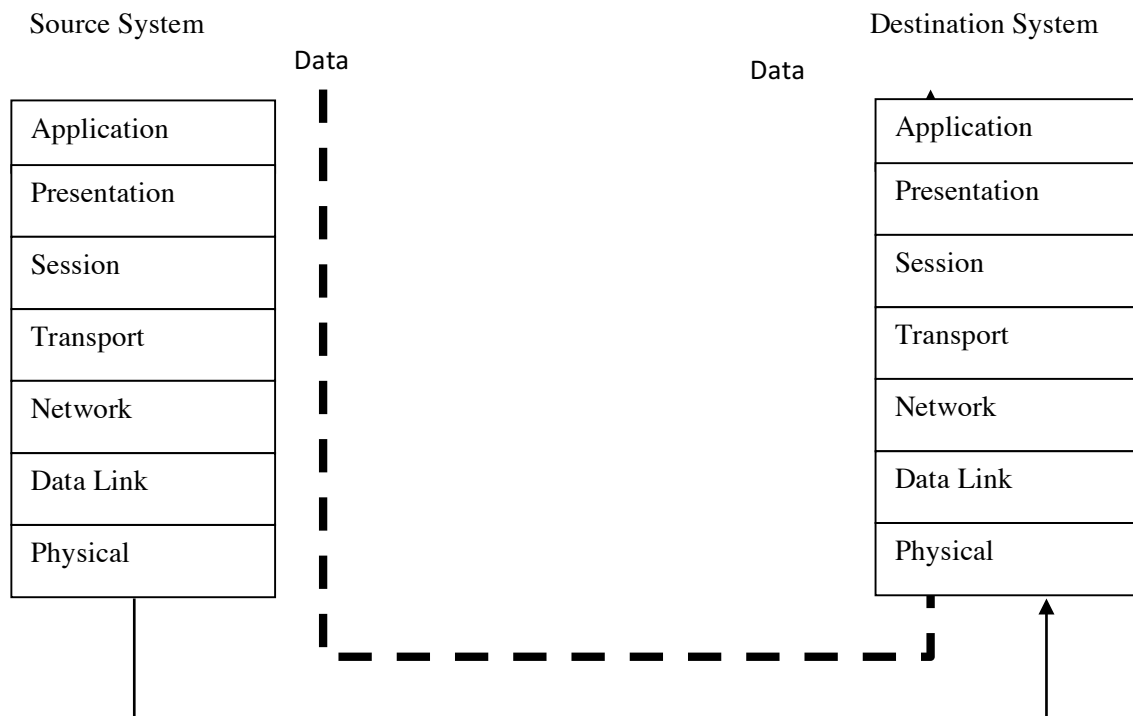 Source System
Destination System
Data
Data
Application
Presentation
Session
Transport
Network
Data Link
Physical
Application
Presentation
Session
Transport
Network
Data Link
Physical